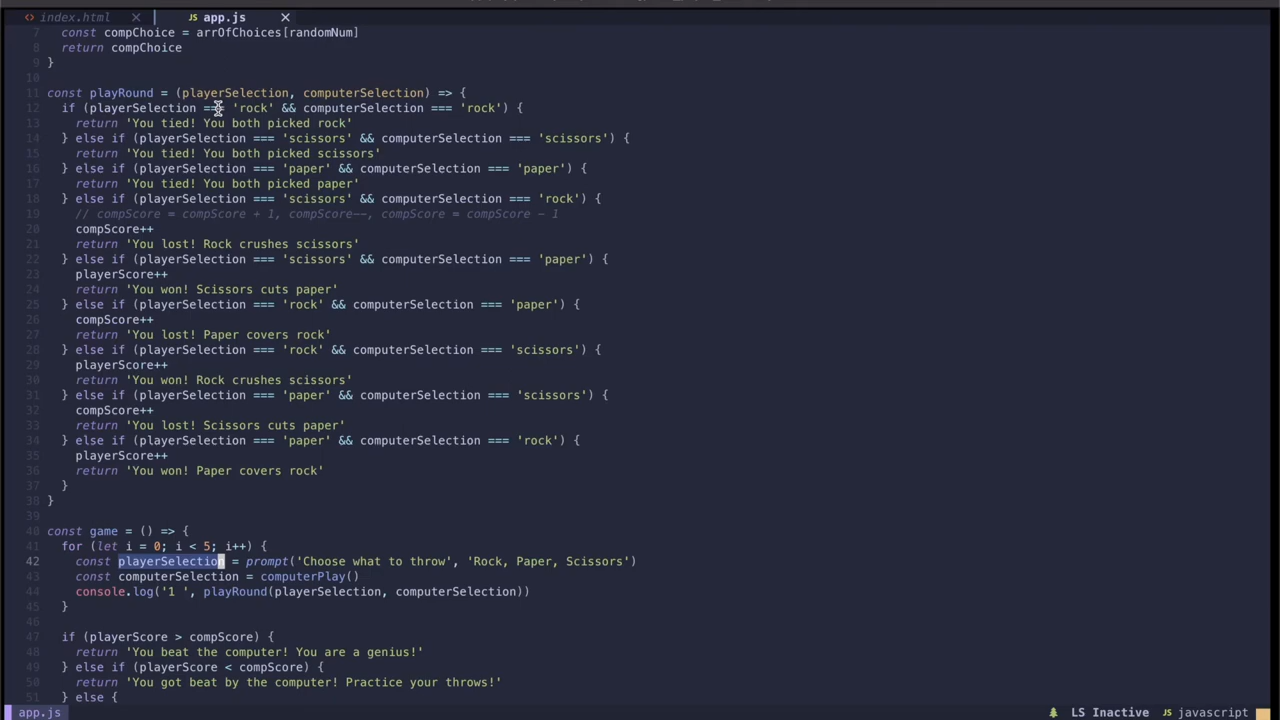 index.html app.js
7 const compChoice = arrOfChoices[randomNum]
8 return compChoice
9 }
10
11 const playRound = (playerSelection, computerSelection) => {
12 if (playerSelection === 'rock' && computerSelection === 'rock') {
13 return 'You tied! You both picked rock'
14 } else if (playerSelection === 'scissors' && computerSelection === 'scissors') {
15 return 'You tied! You both picked scissors'
16 } else if (playerSelection === 'paper' && computerSelection === 'paper') {
17 return 'You tied! You both picked paper'
18 } else if (playerSelection === 'scissors' && computerSelection === 'rock') {
19 // compScore = compScore + 1, compScore--, compScore = compScore - 1
20 compScore++
21 return 'You lost! Rock crushes scissors'
22 } else if (playerSelection === 'scissors' && computerSelection === 'paper') {
23 playerScore++
24 return 'You won! Scissors cuts paper'
25 } else if (playerSelection === 'rock' && computerSelection === 'paper') {
26 compScore++
27 return 'You lost! Paper covers rock'
28 } else if (playerSelection === 'rock' && computerSelection === 'scissors') {
29 playerScore++
30 return 'You won! Rock crushes scissors'
31 } else if (playerSelection === 'paper' && computerSelection === 'scissors') {
32 compScore++
33 return 'You lost! Scissors cuts paper'
34 } else if (playerSelection === 'paper' && computerSelection === 'rock') {
35 playerScore++
36 return 'You won! Paper covers rock'
37 }
38 }
39
40 const game = () => {
41 for (let i = 0; i < 5; i++) {
42 const playerSelection = prompt('Choose what to throw', 'Rock, Paper, Scissors')
43 const computerSelection = computerPlay()
44 console.log('1 ', playRound(playerSelection, computerSelection))
45 }
46
47 if (playerScore > compScore) {
48 return 'You beat the computer! You are a genius!'
49 } else if (playerScore < compScore) {
50 return 'You got beat by the computer! Practice your throws!'
51 } else {
app.js LS Inactive JS javascript